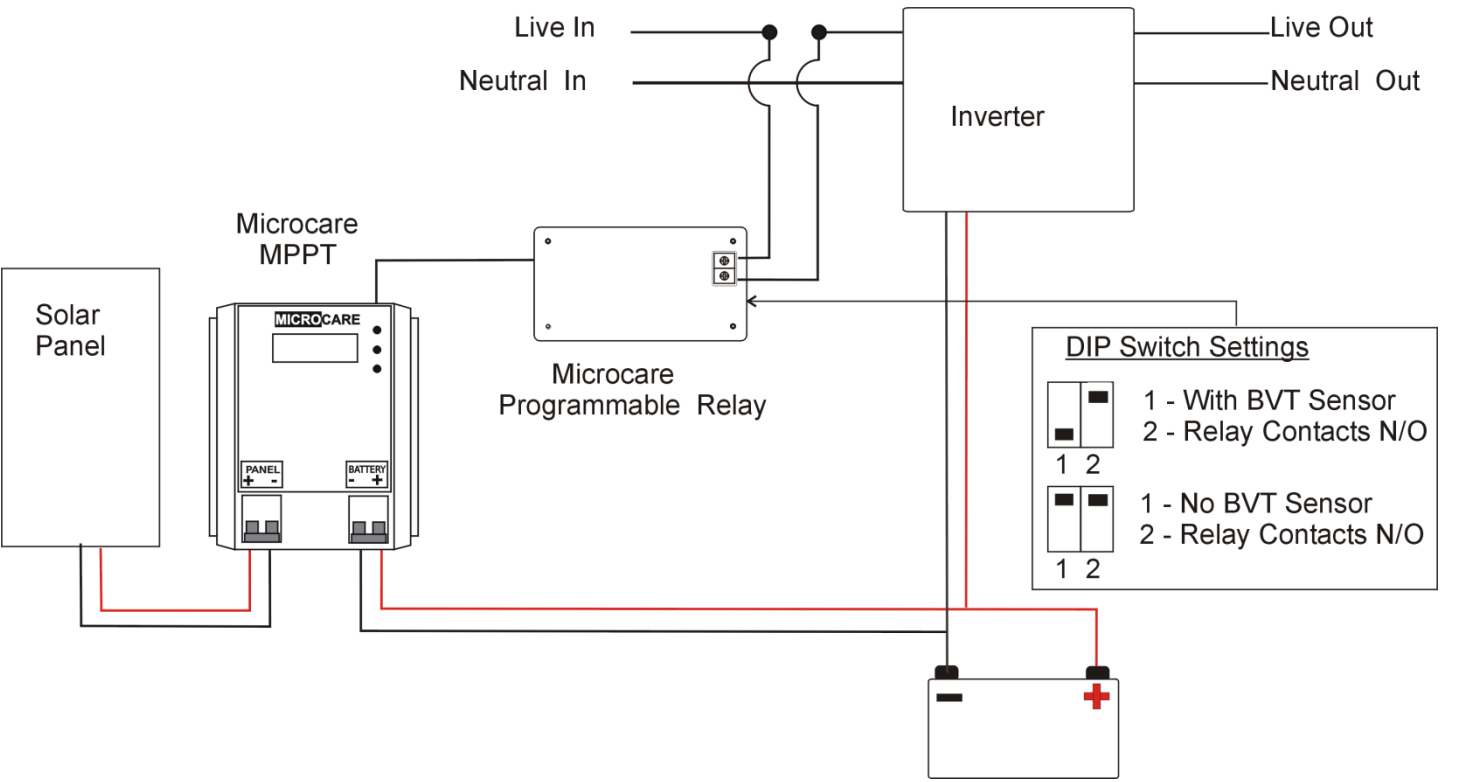 Live In
Live Out
Neutral In
Neutral Out
Inverter
Microcare
MPPT
Solar
Panel
MICROCARE
DIP Switch Settings
Microcare
Programmable Relay
1 - With BVT Sensor
2 - Relay Contacts N/O
1 2
PANEL
+ -
BATTERY
- +
1 - No BVT Sensor
2 - Relay Contacts N/O
1 2
- +